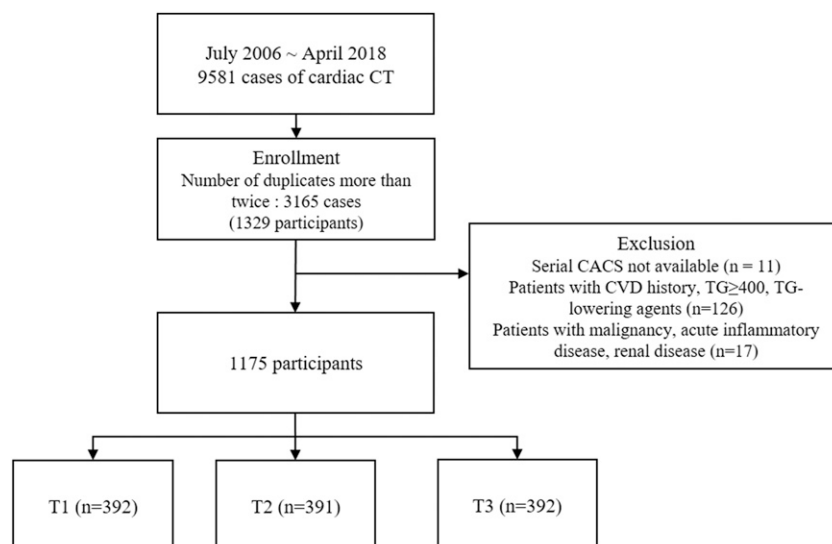 July 2006 ~ April 2018
9581 cases of cardiac CT
Enrollment
Number of duplicates more than
twice : 3165 cases
(1329 participants)
Exclusion
Serial CACS not available (n = 11)
Patients with CVD history, TG≥400, TG-
lowering agents (n=126)
Patients with malignancy, acute inflammatory
disease, renal disease (n=17)
1175 participants
T1 (n=392)
T2 (n=391)
T3 (n=392)